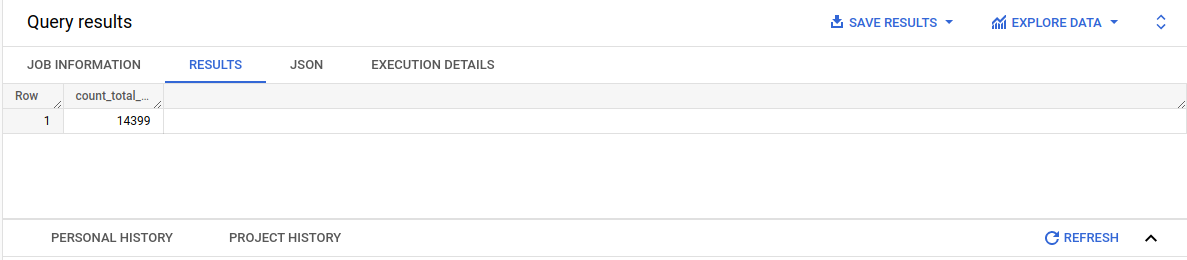 Query results SAVE RESULTS EXPLORE DATA
JOB INFORMATION RESULTS JSON EXECUTION DETAILS
Row count_total_...
1 14399
PERSONAL HISTORY PROJECT HISTORY REFRESH